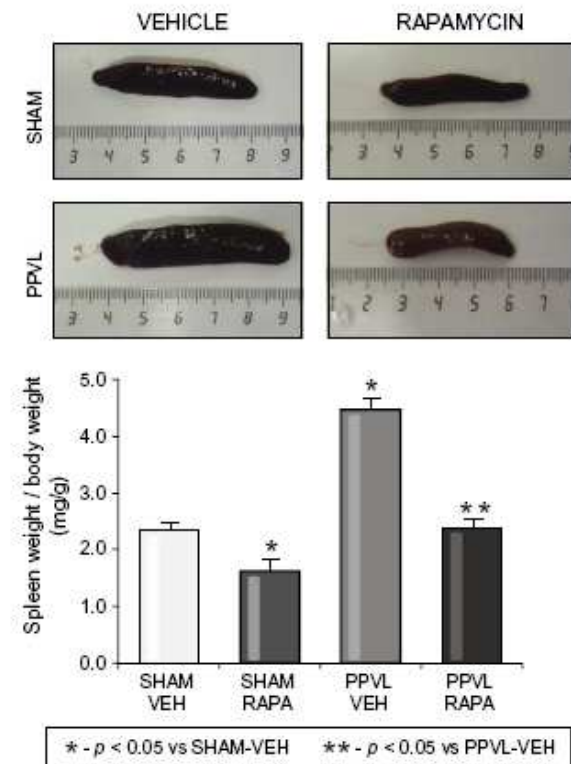 VEHICLE RAPAMYCIN
SHAM
3 4 5 6 7 8 9
3 4 5 6 7 8 9
PPVL
3 4 5 6 7 8 9
1 2 3 4 5 6 7
Spleen weight / body weight
(mg/g)
5.0
4.0
3.0
2.0
1.0
0.0
*
*
**
SHAM VEH
SHAM RAPA
PPVL VEH
PPVL RAPA
* - p < 0.05 vs SHAM-VEH ** - p < 0.05 vs PPVL-VEH